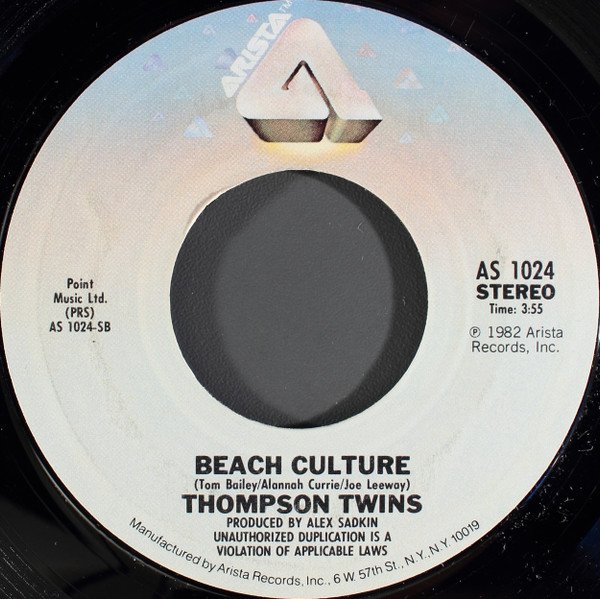 ARISTA™
AS 1024
STEREO
Time: 3:55
℗ 1982 Arista
Records, Inc.
Point
Music Ltd.
(PRS)
AS 1024-SB
BEACH CULTURE
(Tom Bailey/Alannah Currie/Joe Leeway)
THOMPSON TWINS
PRODUCED BY ALEX SADKIN
UNAUTHORIZED DUPLICATION IS A
VIOLATION OF APPLICABLE LAWS
Manufactured by Arista Records, Inc., 6 W. 57th St., N.Y., N.Y. 10019